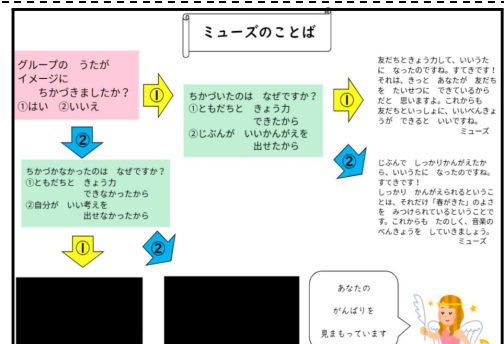 ミューズのことば
グループの うたが
イメージに
ちかづきましたか？
①はい ②いいえ
①
ちかづいたのは なぜですか？
①ともだちと きょう力
できたから
②じぶんが いいかんがえを
出せたから
①
友だちときょう力して、いいうた
に なったのですね。すてきです！
それは、きっと あなたが 友だち
を たいせつに できているから
だと 思いますよ。これからも
友だちといっしょに、いいべんきょ
うが できると いいですね。
ミューズ
②
②
じぶんで しっかりかんがえたか
ら、いいうたに なったのですね。
すてきです！
しっかり かんがえられるというこ
とは、それだけ「春がきた」のよさ
を みつけられているということで
す。これからも たのしく、音楽の
べんきょうを していきましょう。
ミューズ
ちかづかなかったのは なぜですか？
①ともだちと きょう力
できなかったから
②自分が いい考えを
出せなかったから
①
②
あなたの
がんばりを
見まもっています